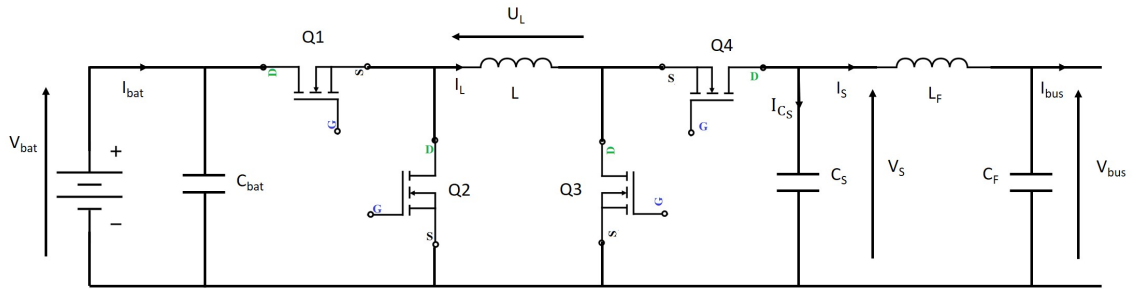 U_L
Q1
Q4
D
S
S
D
I_bat
I_L
L
I_S
L_F
I_bus
I_Cs
G
G
V_bat
+
−
C_bat
D
G
Q2
S
D
Q3
G
S
C_S
V_S
C_F
V_bus